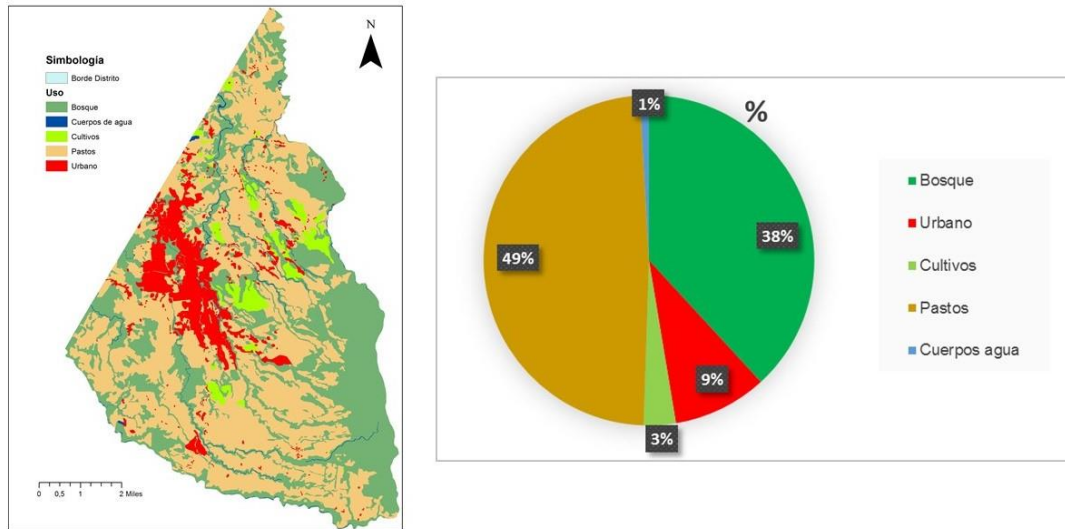 N
Simbología
Borde Distrito
Uso
Bosque
Cuerpos de agua
Cultivos
Pastos
Urbano
0 0,5 1 2 Miles
%
1%
38%
49%
9%
3%
Bosque
Urbano
Cultivos
Pastos
Cuerpos agua